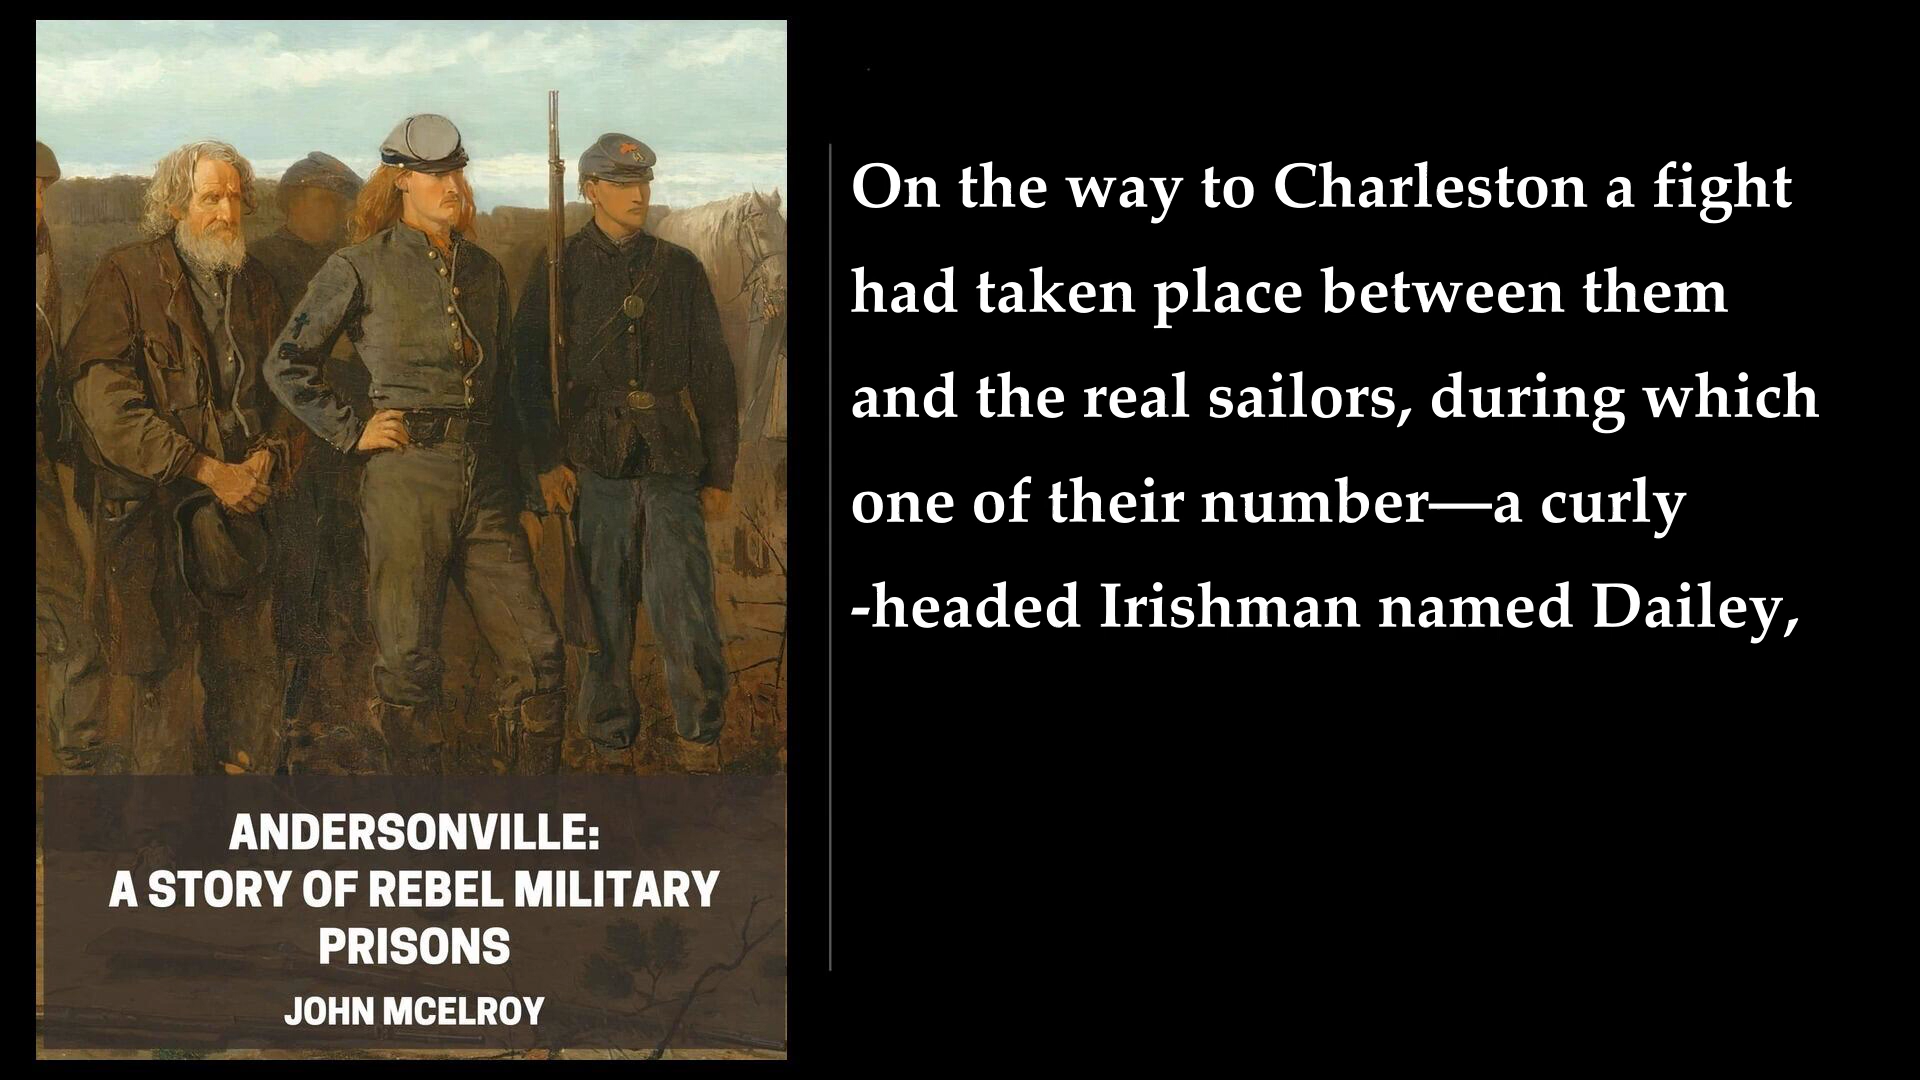 On the way to Charleston a fight
had taken place between them
and the real sailors, during which
one of their number—a curly
-headed Irishman named Dailey,
ANDERSONVILLE:
A STORY OF REBEL MILITARY
PRISONS
JOHN MCELROY